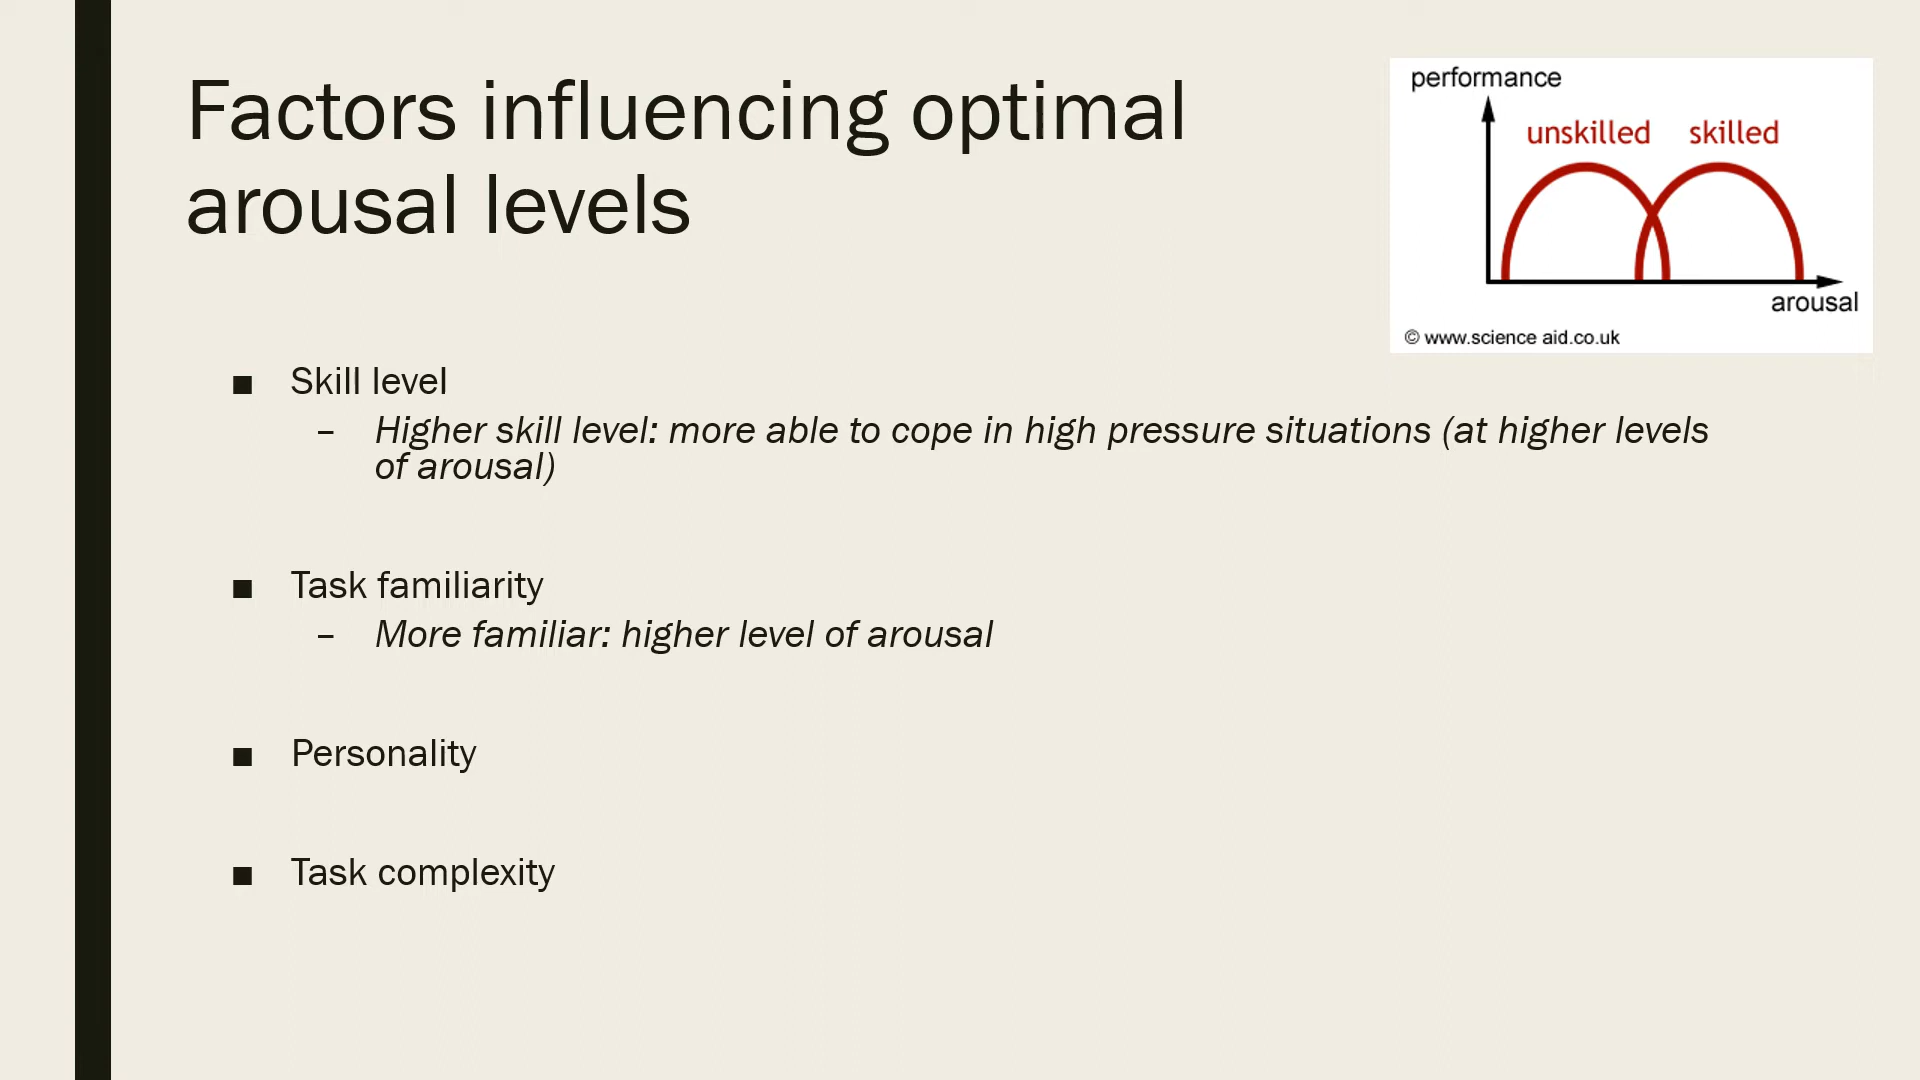 Factors influencing optimal
arousal levels
performance
unskilled skilled
arousal
© www.science aid.co.uk
■ Skill level
– Higher skill level: more able to cope in high pressure situations (at higher levels
of arousal)
■ Task familiarity
– More familiar: higher level of arousal
■ Personality
■ Task complexity